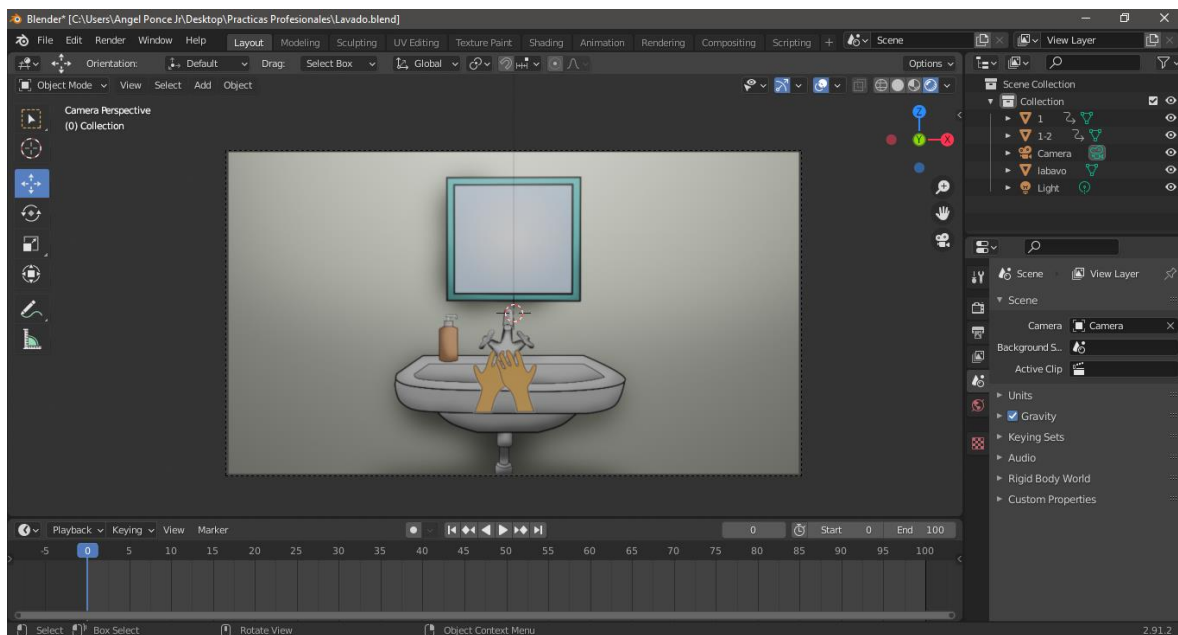 Blender* [C:\Users\Angel Ponce Jr\Desktop\Practicas Profesionales\Lavado.blend]
File Edit Render Window Help Layout Modeling Sculpting UV Editing Texture Paint Shading Animation Rendering Compositing Scripting + Scene View Layer
Orientation: Default Drag: Select Box Global Options
Object Mode View Select Add Object
Camera Perspective
(0) Collection
Z
Y
X
Scene Collection
Collection
1
1-2
Camera
labavo
Light
Scene View Layer
Scene
Camera Camera
Background S..
Active Clip
Units
Gravity
Keying Sets
Audio
Rigid Body World
Custom Properties
Playback Keying View Marker 0 Start 0 End 100
-5 0 5 10 15 20 25 30 35 40 45 50 55 60 65 70 75 80 85 90 95 100
Select Box Select Rotate View Object Context Menu 2.91.2